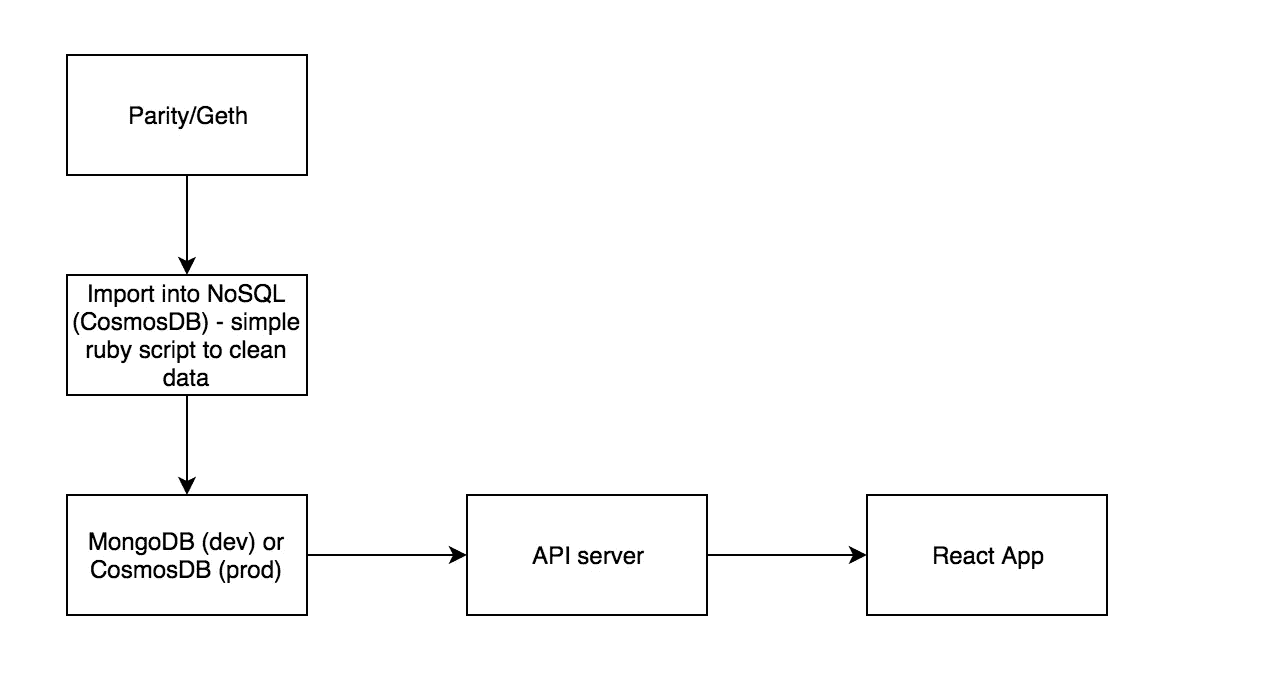 Parity/Geth
Import into NoSQL
(CosmosDB) - simple
ruby script to clean
data
MongoDB (dev) or
CosmosDB (prod)
API server
React App